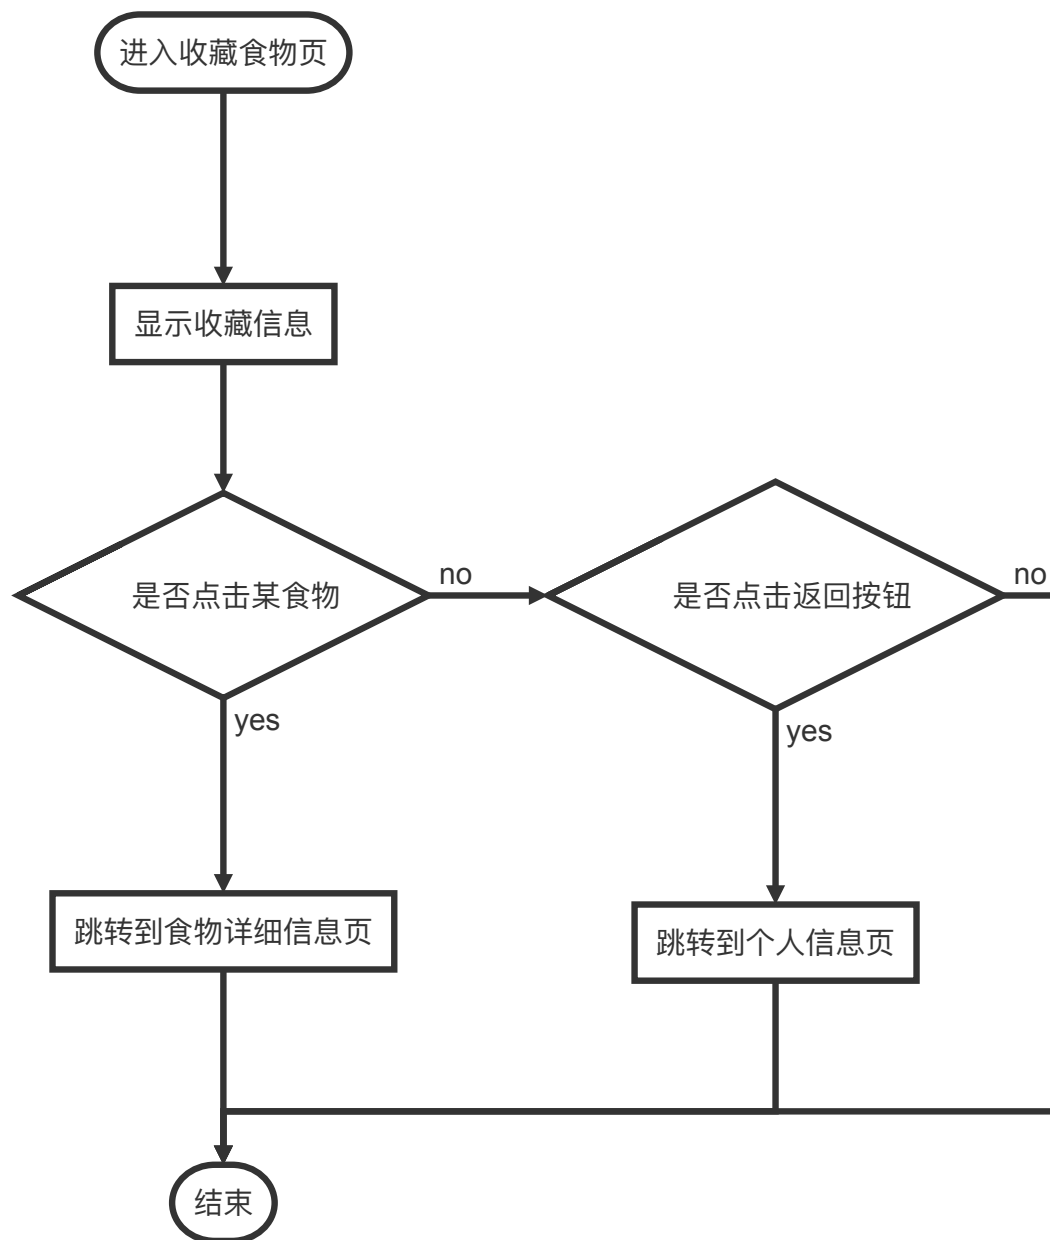 进入收藏食物页
显示收藏信息
是否点击某食物
no
是否点击返回按钮
no
yes
yes
跳转到食物详细信息页
跳转到个人信息页
结束